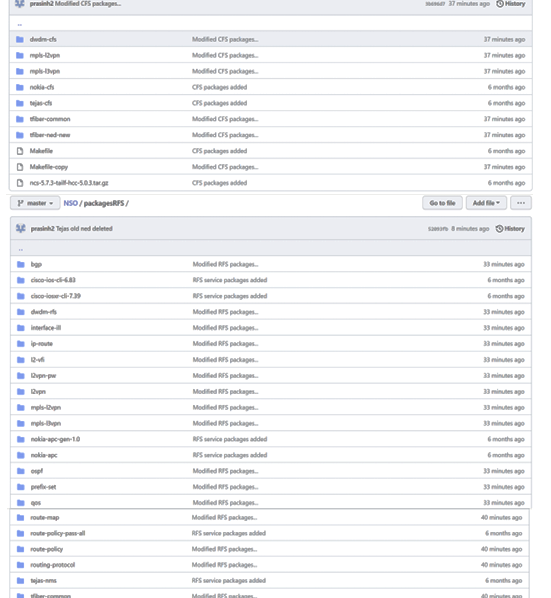 prasinh2 Modified CFS packages... 37 minutes ago History
..
dwdm-cfs Modified CFS packages... 37 minutes ago
mpls-l2vpn Modified CFS packages... 37 minutes ago
mpls-l3vpn Modified CFS packages... 37 minutes ago
nokia-cfs CFS packages added 6 months ago
tejas-cfs CFS packages added 6 months ago
tfiber-common Modified CFS packages... 37 minutes ago
tfiber-ned-new Modified CFS packages... 37 minutes ago
Makefile CFS packages added 6 months ago
Makefile-copy Modified CFS packages... 37 minutes ago
ncs-5.7.3-tailf-hcc-5.0.3.tar.gz CFS packages added 6 months ago
master NSO / packagesRFS / Go to file Add file ...
prasinh2 Tejas old ned deleted 8 minutes ago History
..
bgp Modified RFS packages... 33 minutes ago
cisco-ios-cli-6.83 RFS service packages added 6 months ago
cisco-iosxr-cli-7.39 RFS service packages added 6 months ago
dwdm-rfs Modified RFS packages... 33 minutes ago
interface-ill Modified RFS packages... 33 minutes ago
ip-route Modified RFS packages... 33 minutes ago
l2-vfi Modified RFS packages... 33 minutes ago
l2vpn-pw Modified RFS packages... 33 minutes ago
l2vpn Modified RFS packages... 33 minutes ago
mpls-l2vpn Modified RFS packages... 33 minutes ago
mpls-l3vpn Modified RFS packages... 33 minutes ago
nokia-apc-gen-1.0 RFS service packages added 6 months ago
nokia-apc RFS service packages added 6 months ago
ospf Modified RFS packages... 33 minutes ago
prefix-set Modified RFS packages... 33 minutes ago
qos Modified RFS packages... 33 minutes ago
route-map Modified RFS packages... 40 minutes ago
route-policy-pass-all RFS service packages added 6 months ago
route-policy Modified RFS packages... 40 minutes ago
routing-protocol Modified RFS packages... 40 minutes ago
tejas-nms RFS service packages added 6 months ago
tfiber-common Modified RFS packages... 40 minutes ago